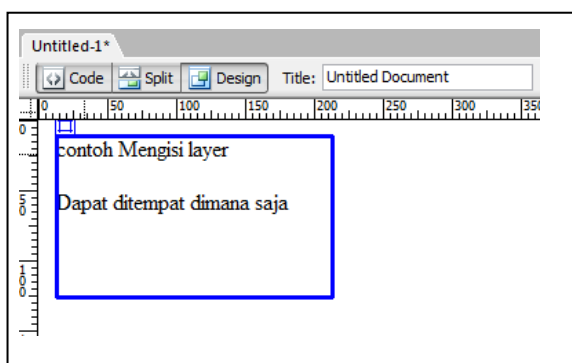 Untitled-1*
Code Split Design Title: Untitled Document
0 50 100 150 200 250 300 350
0
contoh Mengisi layer
50
Dapat ditempat dimana saja
100